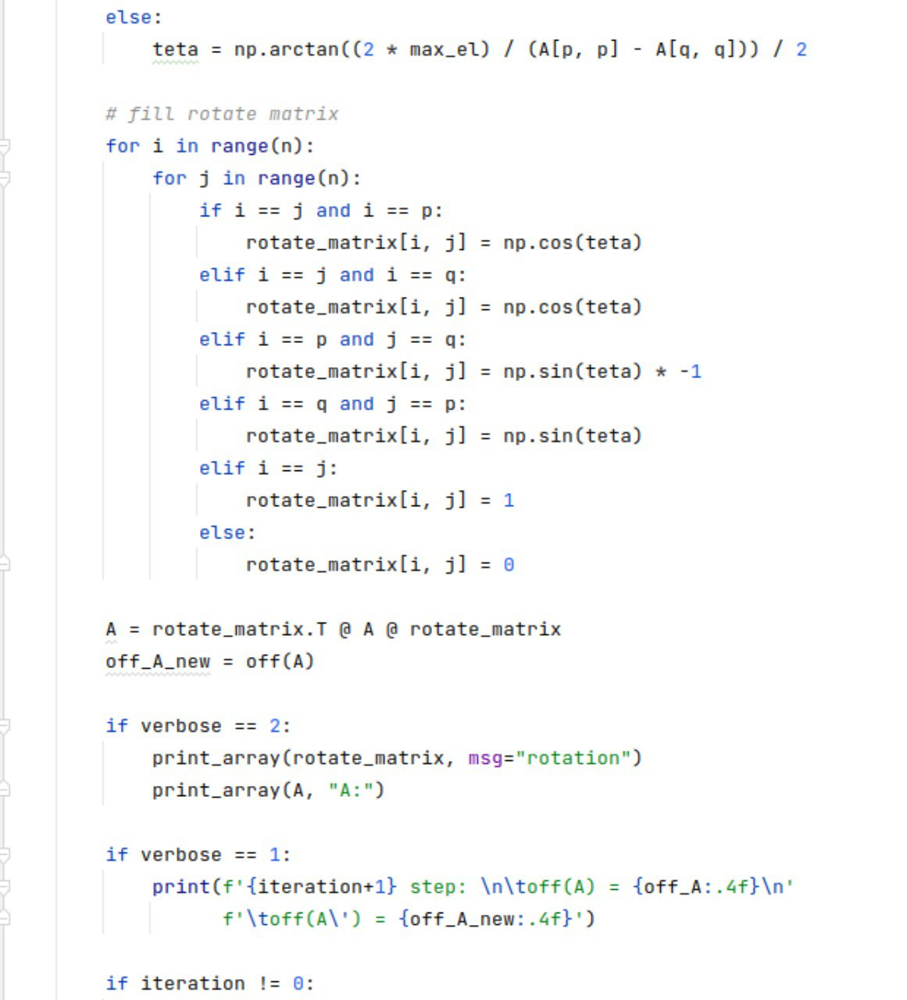 else:
    teta = np.arctan((2 * max_el) / (A[p, p] - A[q, q])) / 2

# fill rotate matrix
for i in range(n):
    for j in range(n):
        if i == j and i == p:
            rotate_matrix[i, j] = np.cos(teta)
        elif i == j and i == q:
            rotate_matrix[i, j] = np.cos(teta)
        elif i == p and j == q:
            rotate_matrix[i, j] = np.sin(teta) * -1
        elif i == q and j == p:
            rotate_matrix[i, j] = np.sin(teta)
        elif i == j:
            rotate_matrix[i, j] = 1
        else:
            rotate_matrix[i, j] = 0

A = rotate_matrix.T @ A @ rotate_matrix
off_A_new = off(A)

if verbose == 2:
    print_array(rotate_matrix, msg="rotation")
    print_array(A, "A:")

if verbose == 1:
    print(f'{iteration+1} step: \n\toff(A) = {off_A:.4f}\n'
          f'\toff(A\') = {off_A_new:.4f}')

if iteration != 0: